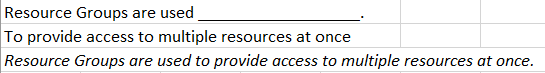 Resource Groups are used ___________________.
To provide access to multiple resources at once
Resource Groups are used to provide access to multiple resources at once.